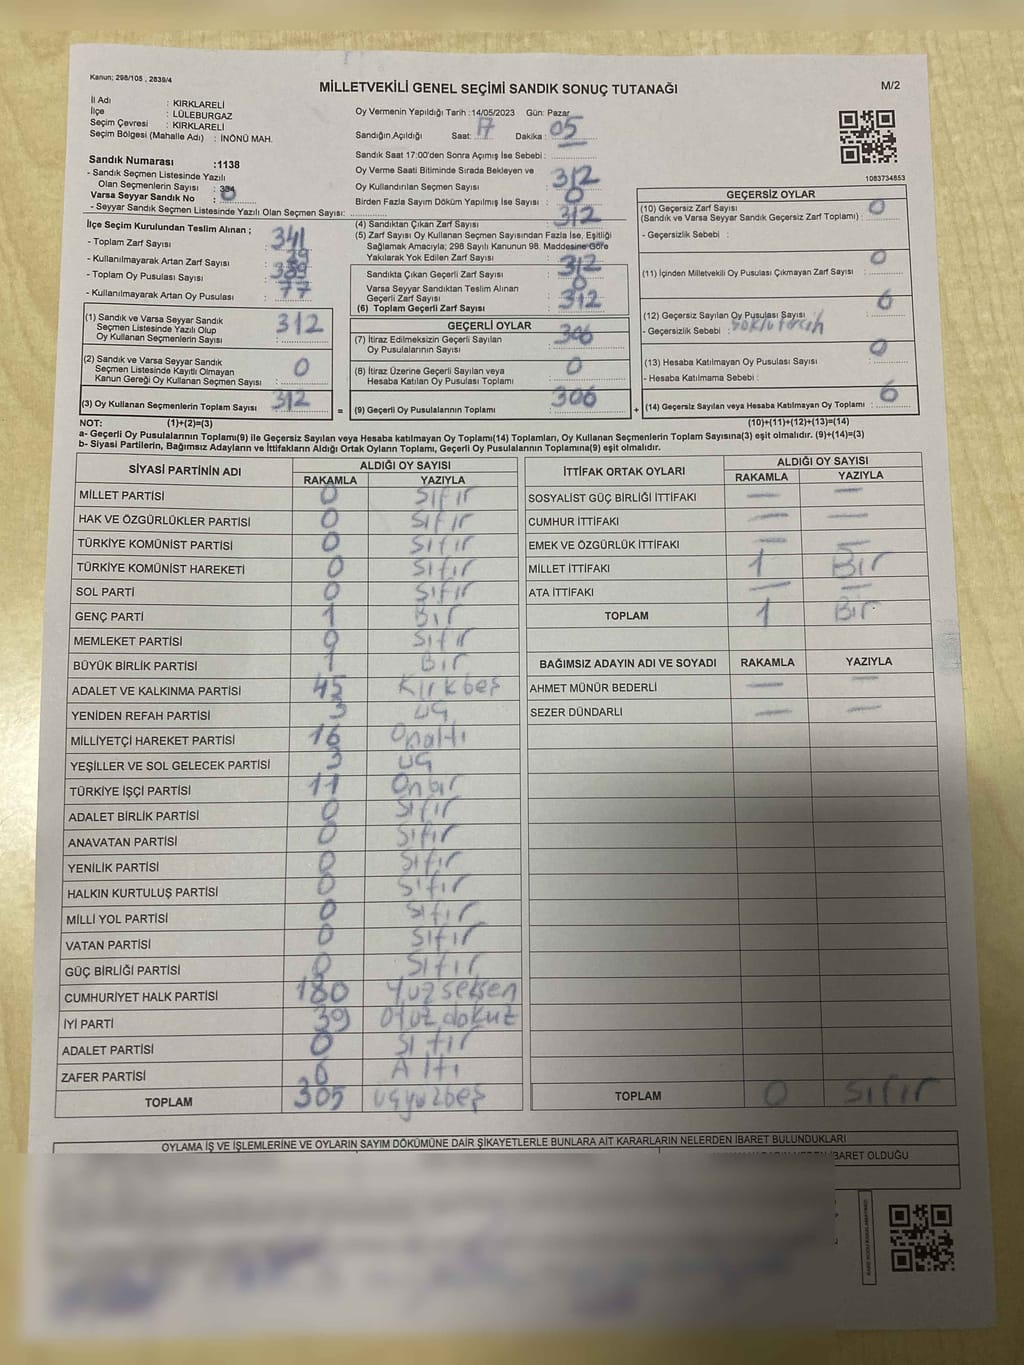 Kanun; 298/105 , 2839/4
MİLLETVEKİLİ GENEL SEÇİMİ SANDIK SONUÇ TUTANAĞI
M/2
İl Adı : KIRKLARELİ
İlçe : LÜLEBURGAZ
Seçim Çevresi : KIRKLARELİ
Seçim Bölgesi (Mahalle Adı) : İNÖNÜ MAH.
Sandık Numarası :1138
- Sandık Seçmen Listesinde Yazılı
Olan Seçmenlerin Sayısı : 334
Varsa Seyyar Sandık No : 0
- Seyyar Sandık Seçmen Listesinde Yazılı Olan Seçmen Sayısı:
Oy Vermenin Yapıldığı Tarih :14/05/2023 Gün: Pazar
Sandığın Açıldığı Saat: 17 Dakika : 05
Sandık Saat 17:00'den Sonra Açımış İse Sebebi :
Oy Verme Saati Bitiminde Sırada Bekleyen ve
Oy Kullandırılan Seçmen Sayısı : 312
Birden Fazla Sayım Döküm Yapılmış İse Sayısı : 0
1083734853
İlçe Seçim Kurulundan Teslim Alınan ;
- Toplam Zarf Sayısı : 341
- Kullanılmayarak Artan Zarf Sayısı : 29
- Toplam Oy Pusulası Sayısı : 389
- Kullanılmayarak Artan Oy Pusulası : 77
(4) Sandıktan Çıkan Zarf Sayısı : 312
(5) Zarf Sayısı Oy Kullanan Seçmen Sayısından Fazla İse, Eşitliği
Sağlamak Amacıyla; 298 Sayılı Kanunun 98. Maddesine Göre
Yakılarak Yok Edilen Zarf Sayısı :
Sandıkta Çıkan Geçerli Zarf Sayısı : 312
Varsa Seyyar Sandıktan Teslim Alınan
Geçerli Zarf Sayısı : 0
(6) Toplam Geçerli Zarf Sayısı : 312
GEÇERSİZ OYLAR
(10) Geçersiz Zarf Sayısı 0
(Sandık ve Varsa Seyyar Sandık Geçersiz Zarf Toplamı) :
- Geçersizlik Sebebi :
(11) İçinden Milletvekili Oy Pusulası Çıkmayan Zarf Sayısı : 0
(12) Geçersiz Sayılan Oy Pusulası Sayısı : 6
- Geçersizlik Sebebi :
(13) Hesaba Katılmayan Oy Pusulası Sayısı : 0
- Hesaba Katılmama Sebebi :
(14) Geçersiz Sayılan veya Hesaba Katılmayan Oy Toplamı : 6
(1) Sandık ve Varsa Seyyar Sandık
Seçmen Listesinde Yazılı Olup
Oy Kullanan Seçmenlerin Sayısı : 312
(2) Sandık ve Varsa Seyyar Sandık
Seçmen Listesinde Kayıtlı Olmayan
Kanun Gereği Oy Kullanan Seçmen Sayısı : 0
(3) Oy Kullanan Seçmenlerin Toplam Sayısı : 312
=
GEÇERLİ OYLAR
(7) İtiraz Edilmeksizin Geçerli Sayılan
Oy Pusulalarının Sayısı : 306
(8) İtiraz Üzerine Geçerli Sayılan veya
Hesaba Katılan Oy Pusulası Toplamı : 0
(9) Geçerli Oy Pusulalarının Toplamı : 306
+
NOT: (1)+(2)=(3) (10)+(11)+(12)+(13)=(14)
a- Geçerli Oy Pusulalarının Toplamı(9) ile Geçersiz Sayılan veya Hesaba katılmayan Oy Toplamı(14) Toplamları, Oy Kullanan Seçmenlerin Toplam Sayısına(3) eşit olmalıdır. (9)+(14)=(3)
b- Siyasi Partilerin, Bağımsız Adayların ve İttifakların Aldığı Ortak Oyların Toplamı, Geçerli Oy Pusulalarının Toplamına(9) eşit olmalıdır.
SİYASİ PARTİNİN ADI ALDIĞI OY SAYISI
RAKAMLA YAZIYLA
MİLLET PARTİSİ 0 Sıfır
HAK VE ÖZGÜRLÜKLER PARTİSİ 0 Sıfır
TÜRKİYE KOMÜNİST PARTİSİ 0 Sıfır
TÜRKİYE KOMÜNİST HAREKETİ 0 Sıfır
SOL PARTİ 0 Sıfır
GENÇ PARTİ 1 Bir
MEMLEKET PARTİSİ 0 Sıfır
BÜYÜK BİRLİK PARTİSİ 1 Bir
ADALET VE KALKINMA PARTİSİ 45 Kırkbeş
YENİDEN REFAH PARTİSİ 3 üç
MİLLİYETÇİ HAREKET PARTİSİ 16 Onaltı
YEŞİLLER VE SOL GELECEK PARTİSİ 3 üç
TÜRKİYE İŞÇİ PARTİSİ 11 Onbir
ADALET BİRLİK PARTİSİ 0 Sıfır
ANAVATAN PARTİSİ 0 Sıfır
YENİLİK PARTİSİ 0 Sıfır
HALKIN KURTULUŞ PARTİSİ 0 Sıfır
MİLLİ YOL PARTİSİ 0 Sıfır
VATAN PARTİSİ 0 Sıfır
GÜÇ BİRLİĞİ PARTİSİ 0 Sıfır
CUMHURİYET HALK PARTİSİ 180 Yüzseksen
İYİ PARTİ 39 Otuzdokuz
ADALET PARTİSİ 0 Sıfır
ZAFER PARTİSİ 6 Altı
TOPLAM 305 üçyüzbeş
İTTİFAK ORTAK OYLARI ALDIĞI OY SAYISI
RAKAMLA YAZIYLA
SOSYALİST GÜÇ BİRLİĞİ İTTİFAKI — —
CUMHUR İTTİFAKI — —
EMEK VE ÖZGÜRLÜK İTTİFAKI — —
MİLLET İTTİFAKI 1 Bir
ATA İTTİFAKI — —
TOPLAM 1 Bir
BAĞIMSIZ ADAYIN ADI VE SOYADI RAKAMLA YAZIYLA
AHMET MÜNÜR BEDERLİ — —
SEZER DÜNDARLI — —
TOPLAM 0 Sıfır
OYLAMA İŞ VE İŞLEMLERİNE VE OYLARIN SAYIM DÖKÜMÜNE DAİR ŞİKAYETLERLE BUNLARA AİT KARARLARIN NELERDEN İBARET BULUNDUKLARI
İBARET OLDUĞU